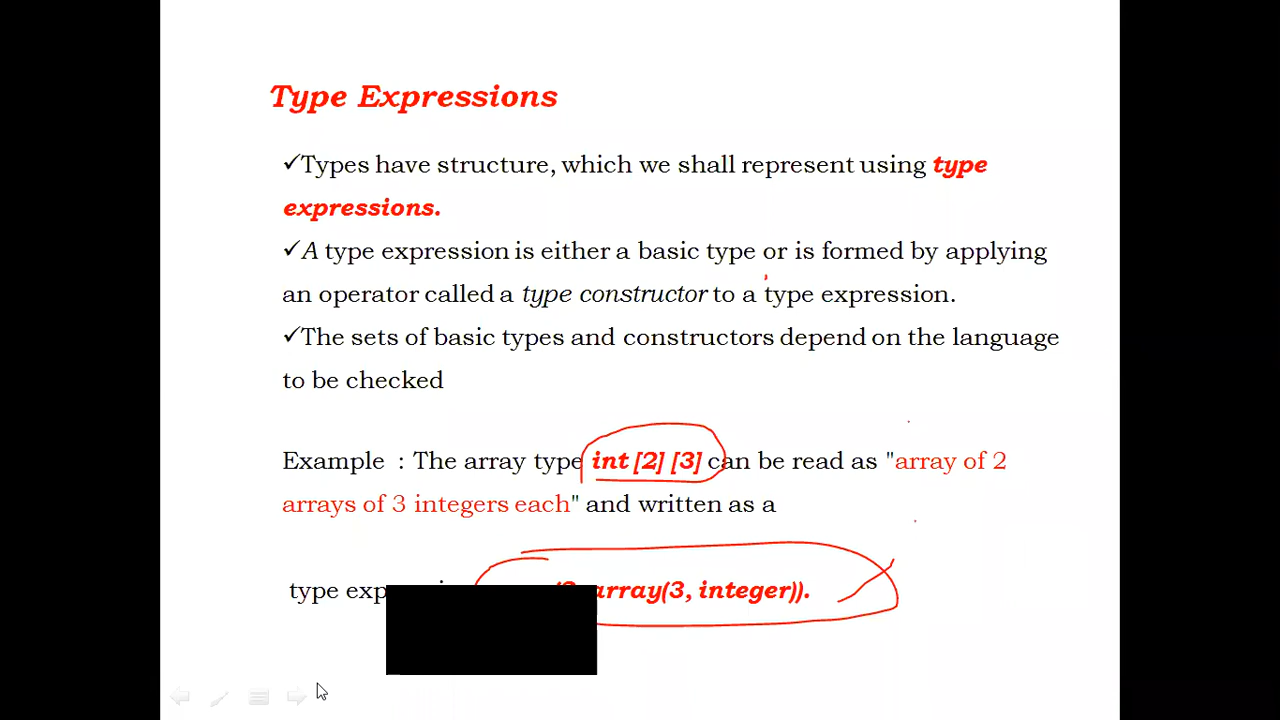 Type Expressions
✓Types have structure, which we shall represent using type
expressions.
✓A type expression is either a basic type or is formed by applying
an operator called a type constructor to a type expression.
✓The sets of basic types and constructors depend on the language
to be checked
Example : The array type int [2] [3] can be read as "array of 2
arrays of 3 integers each" and written as a
type array(3, integer)).